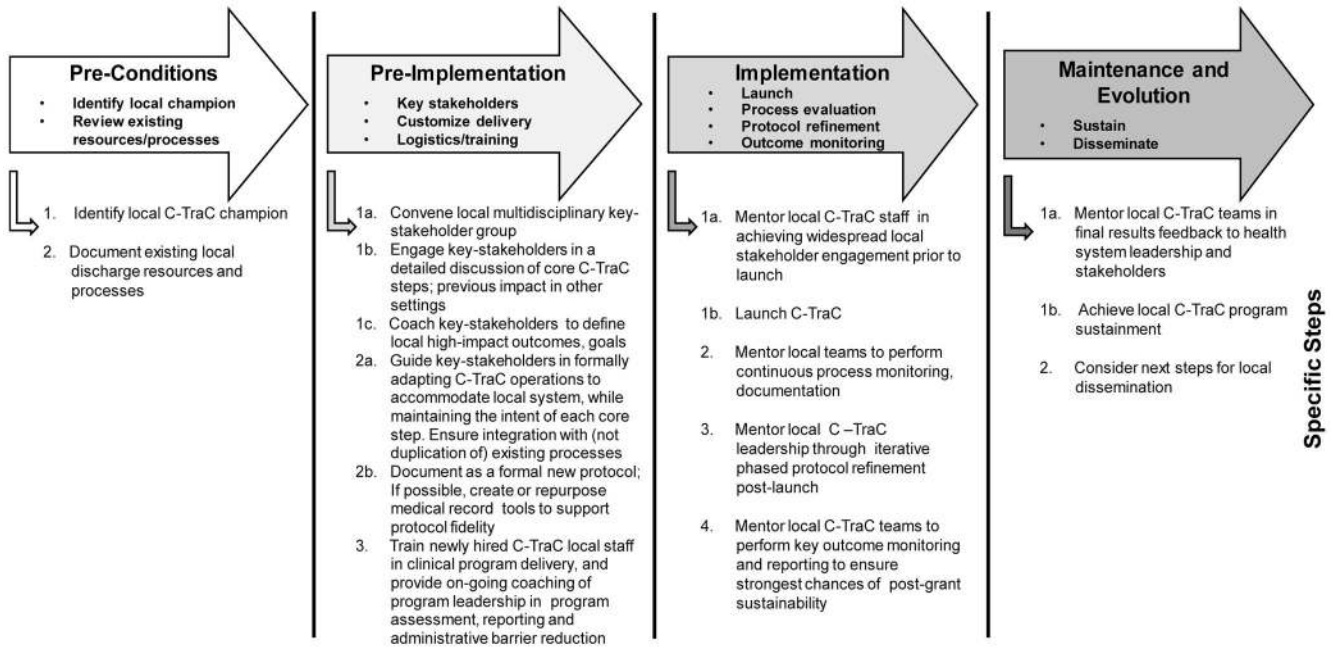 Pre-Conditions
• Identify local champion
• Review existing
resources/processes
1. Identify local C-TraC champion
2. Document existing local
discharge resources and
processes
Pre-Implementation
• Key stakeholders
• Customize delivery
• Logistics/training
1a. Convene local multidisciplinary key-
stakeholder group
1b. Engage key-stakeholders in a
detailed discussion of core C-TraC
steps; previous impact in other
settings
1c. Coach key-stakeholders to define
local high-impact outcomes, goals
2a. Guide key-stakeholders in formally
adapting C-TraC operations to
accommodate local system, while
maintaining the intent of each core
step. Ensure integration with (not
duplication of) existing processes
2b. Document as a formal new protocol;
If possible, create or repurpose
medical record tools to support
protocol fidelity
3. Train newly hired C-TraC local staff
in clinical program delivery, and
provide on-going coaching of
program leadership in program
assessment, reporting and
administrative barrier reduction
Implementation
• Launch
• Process evaluation
• Protocol refinement
• Outcome monitoring
1a. Mentor local C-TraC staff in
achieving widespread local
stakeholder engagement prior to
launch
1b. Launch C-TraC
2. Mentor local teams to perform
continuous process monitoring,
documentation
3. Mentor local C –TraC
leadership through iterative
phased protocol refinement
post-launch
4. Mentor local C-TraC teams to
perform key outcome monitoring
and reporting to ensure
strongest chances of post-grant
sustainability
Maintenance and
Evolution
• Sustain
• Disseminate
1a. Mentor local C-TraC teams in
final results feedback to health
system leadership and
stakeholders
1b. Achieve local C-TraC program
sustainment
2. Consider next steps for local
dissemination
Specific Steps